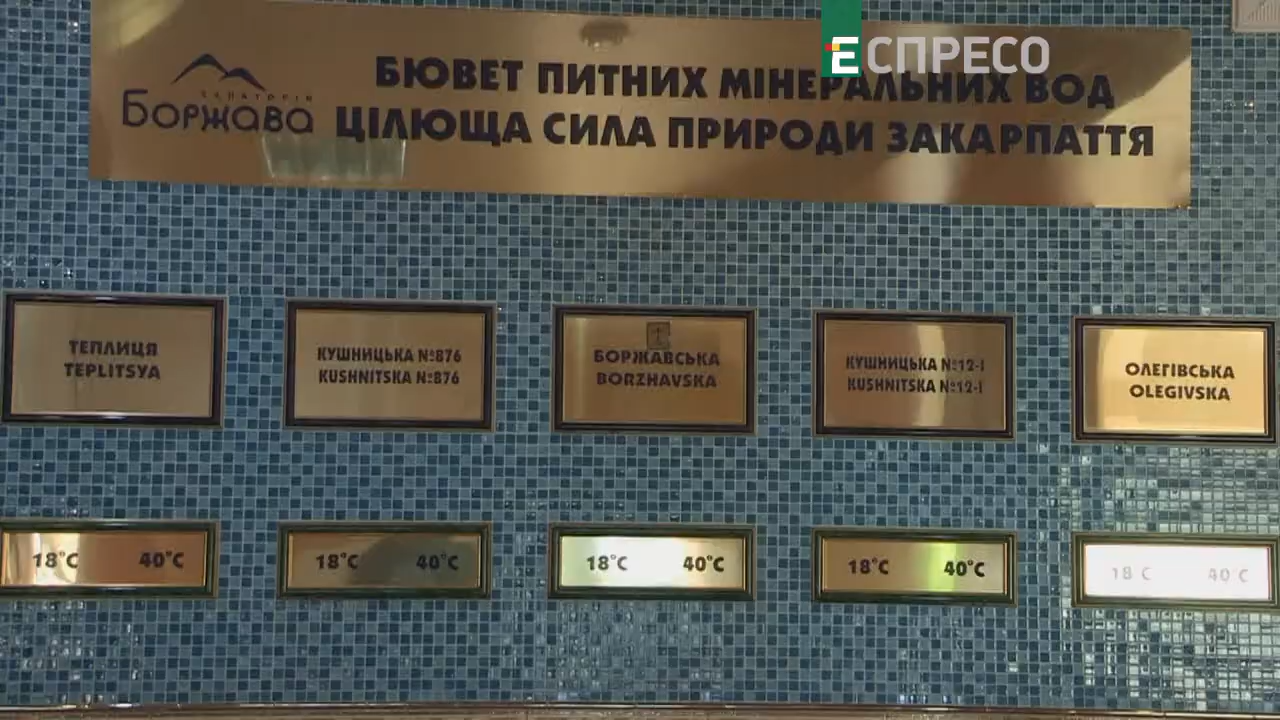 ЕСПРЕСО
БЮВЕТ ПИТНИХ МІНЕРАЛЬНИХ ВОД
САНАТОРІЙ
Боржава
ЦІЛЮЩА СИЛА ПРИРОДИ ЗАКАРПАТТЯ
ТЕПЛИЦЯ
TEPLITSYA
КУШНИЦЬКА №876
KUSHNITSKA №876
БОРЖАВСЬКА
BORZHAVSKA
КУШНИЦЬКА №12-І
KUSHNITSKA №12-I
ОЛЕГІВСЬКА
OLEGIVSKA
18°C 40°C
18°C 40°C
18°C 40°C
18°C 40°C
18°C 40°C